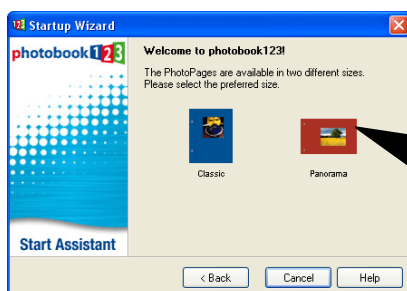 123 Startup Wizard
photobook123
Welcome to photobook123!
The PhotoPages are available in two different sizes.
Please select the preferred size.
Classic
Panorama
Start Assistant
< Back
Cancel
Help